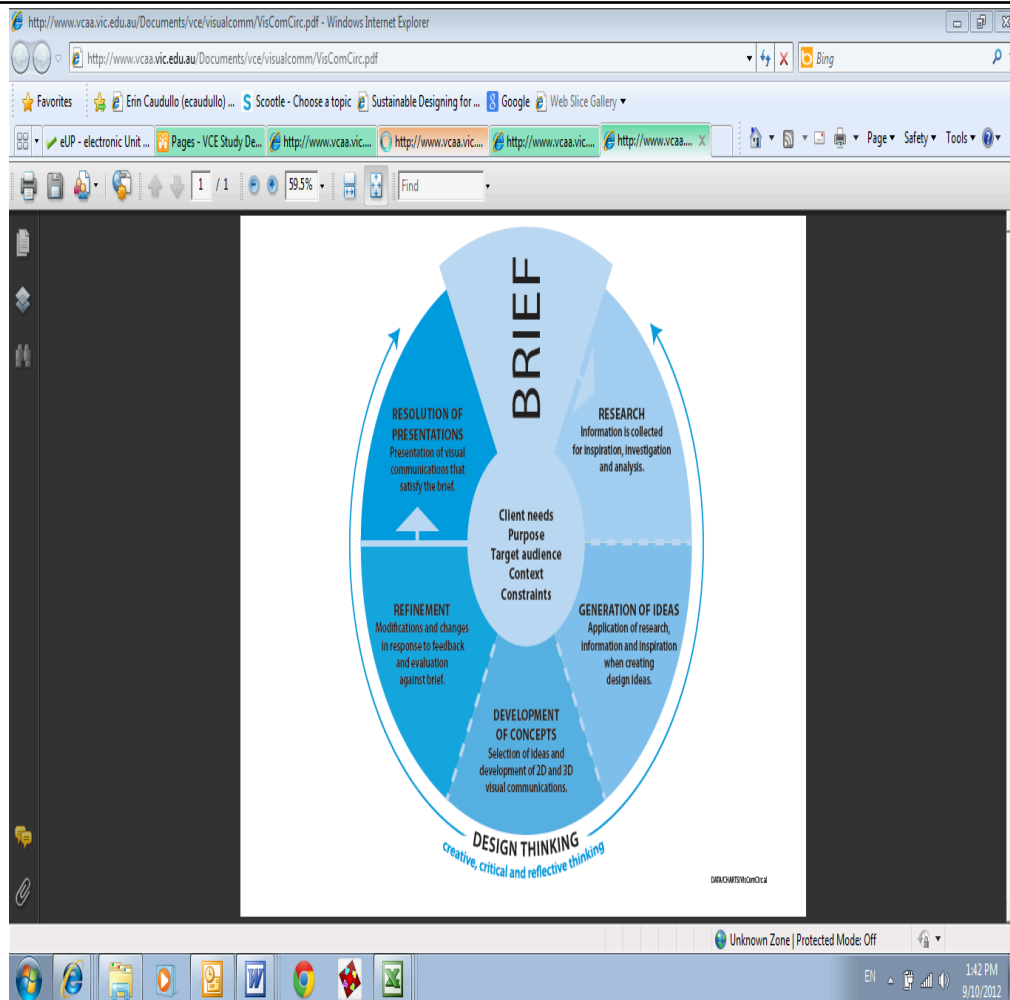 http://www.vcaa.vic.edu.au/Documents/vce/visualcomm/VisComCirc.pdf - Windows Internet Explorer
http://www.vcaa.vic.edu.au/Documents/vce/visualcomm/VisComCirc.pdf
Bing
Favorites
Erin Caudullo (ecaudullo) ...
Scootle - Choose a topic
Sustainable Designing for ...
Google
Web Slice Gallery
eUP - electronic Unit ...
Pages - VCE Study De...
http://www.vcaa.vic....
http://www.vcaa.vic....
http://www.vcaa.vic....
http://www.vcaa....
Page
Safety
Tools
1 / 1
59.5%
Find
BRIEF
RESEARCH
Information is collected
for inspiration, investigation
and analysis.
GENERATION OF IDEAS
Application of research,
information and inspiration
when creating
design ideas.
DEVELOPMENT
OF CONCEPTS
Selection of ideas and
development of 2D and 3D
visual communications.
REFINEMENT
Modifications and changes
in response to feedback
and evaluation
against brief.
RESOLUTION OF
PRESENTATIONS
Presentation of visual
communications that
satisfy the brief.
Client needs
Purpose
Target audience
Context
Constraints
DESIGN THINKING
creative, critical and reflective thinking
DATA/CHARTS/VisComCirc.ai
Unknown Zone | Protected Mode: Off
EN
1:42 PM
9/10/2012